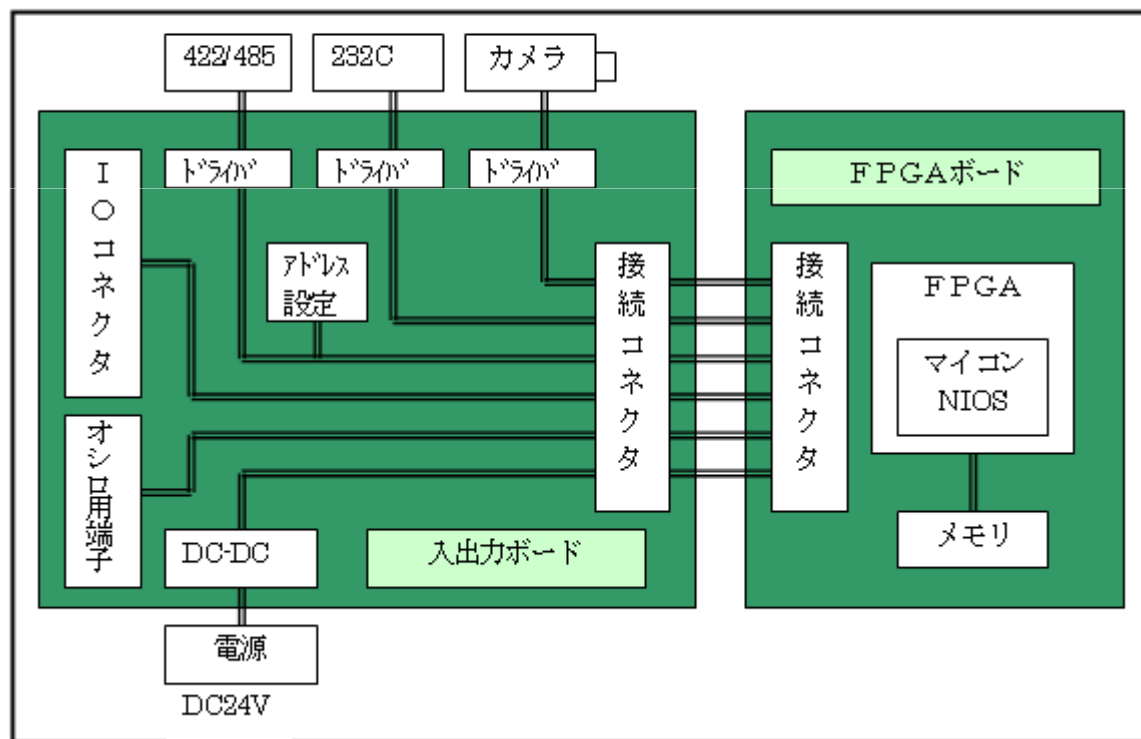 422/485
232C
カメラ
ﾄﾞﾗｲﾊﾞ
ﾄﾞﾗｲﾊﾞ
ﾄﾞﾗｲﾊﾞ
ＦＰＧＡボード
ＩＯコネクタ
ｱﾄﾞﾚｽ
設定
接続コネクタ
接続コネクタ
ＦＰＧＡ
マイコン
NIOS
オシロ用端子
DC-DC
入出力ボード
メモリ
電源
DC24V